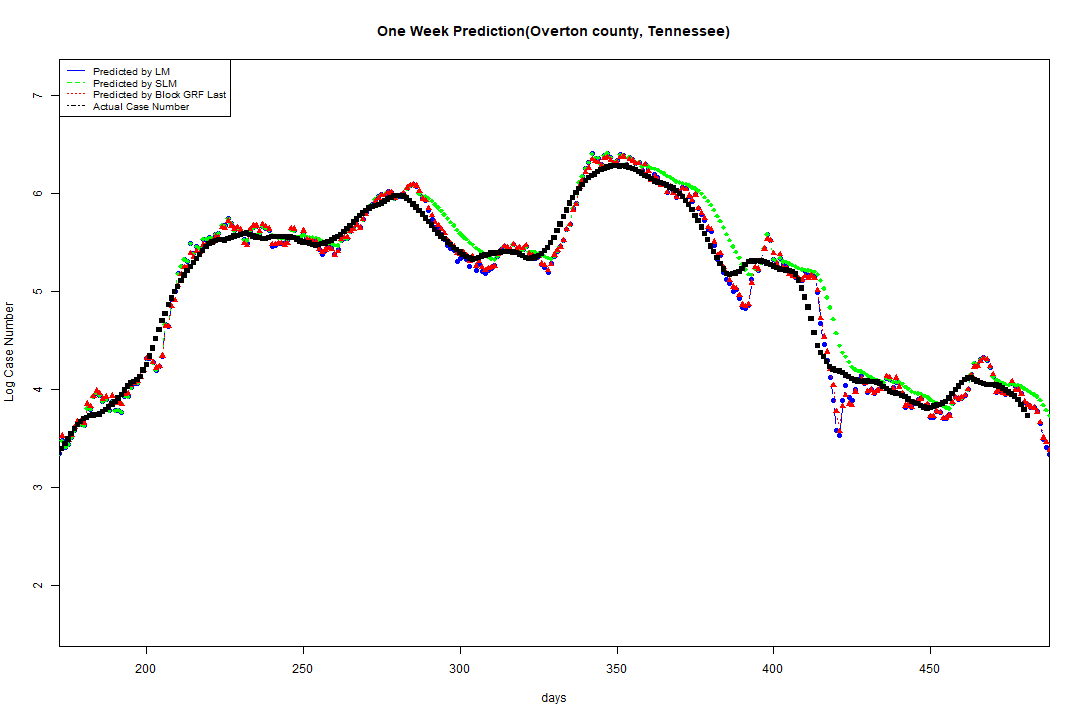 One Week Prediction(Overton county, Tennessee)
Predicted by LM
Predicted by SLM
Predicted by Block GRF Last
Actual Case Number
7
6
5
4
3
2
Log Case Number
200 250 300 350 400 450
days